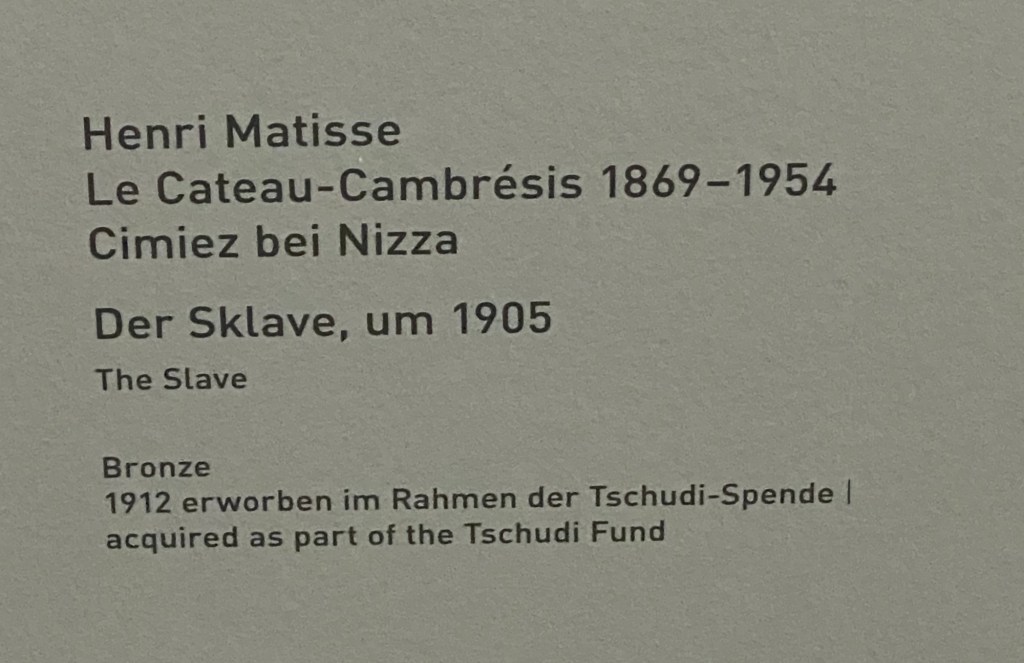 Henri Matisse
Le Cateau-Cambrésis 1869–1954
Cimiez bei Nizza
Der Sklave, um 1905
The Slave
Bronze
1912 erworben im Rahmen der Tschudi-Spende |
acquired as part of the Tschudi Fund